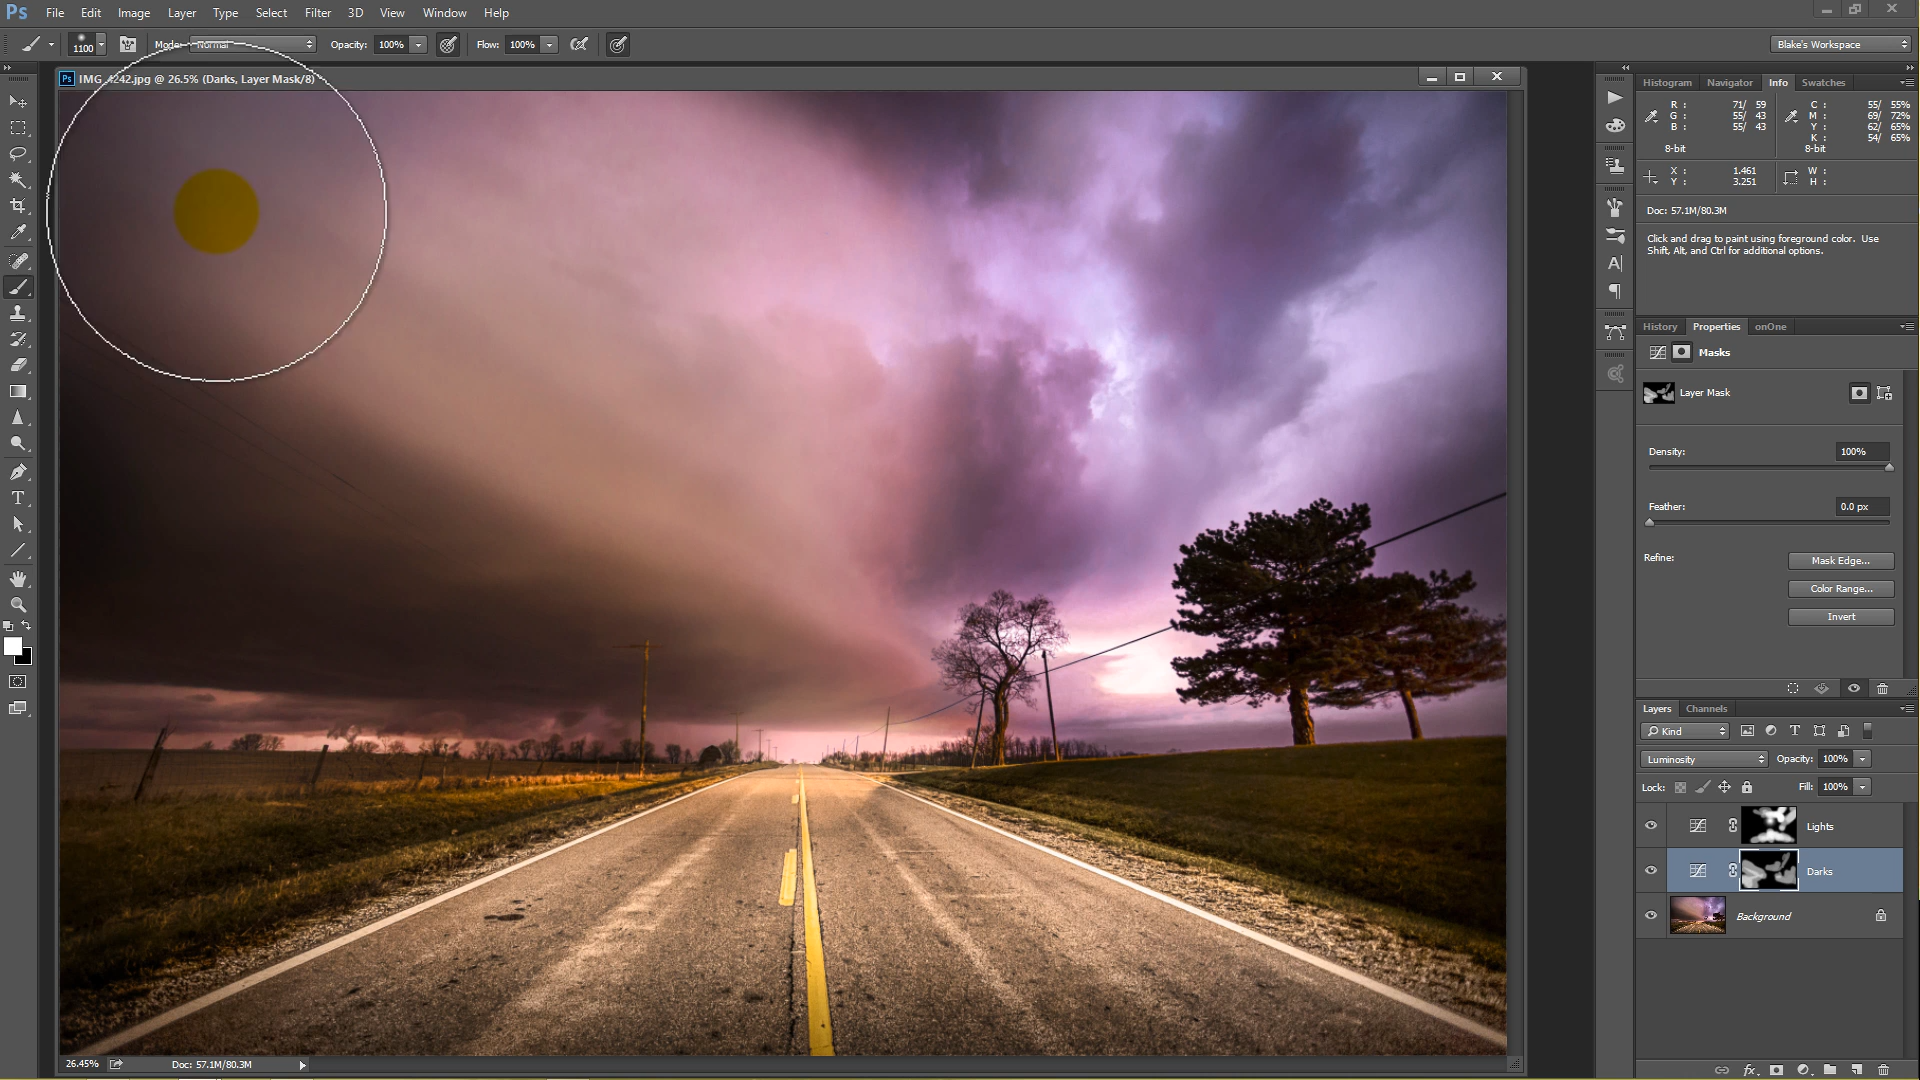 Ps File Edit Image Layer Type Select Filter 3D View Window Help
1100 Mode: Normal Opacity: 100% Flow: 100% Blake's Workspace
Ps IMG_4242.jpg @ 26.5% (Darks, Layer Mask/8)
Histogram Navigator Info Swatches
R : 71/ 59 C : 55/ 55%
G : 55/ 43 M : 69/ 72%
B : 55/ 43 Y : 62/ 65%
K : 54/ 65%
8-bit 8-bit
X : 1.461 W :
Y : 3.251 H :
Doc: 57.1M/80.3M
Click and drag to paint using foreground color. Use
Shift, Alt, and Ctrl for additional options.
History Properties onOne
Masks
Layer Mask
Density: 100%
Feather: 0.0 px
Refine: Mask Edge...
Color Range...
Invert
Layers Channels
Kind
Luminosity Opacity: 100%
Lock: Fill: 100%
Lights
Darks
Background
26.45% Doc: 57.1M/80.3M